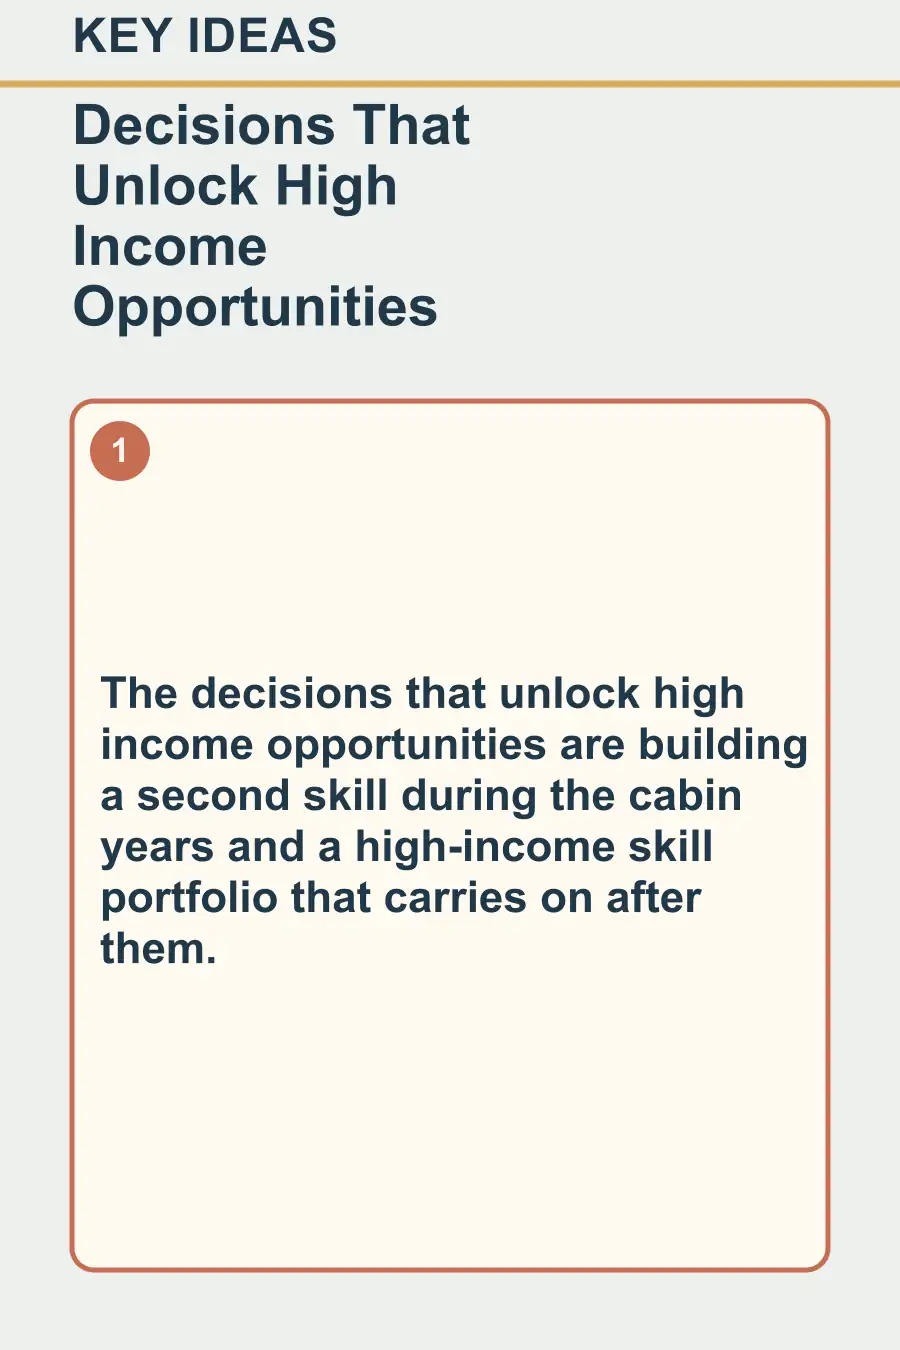 KEY IDEAS
Decisions That
Unlock High
Income
Opportunities
1
The decisions that unlock high
income opportunities are building
a second skill during the cabin
years and a high-income skill
portfolio that carries on after
them.